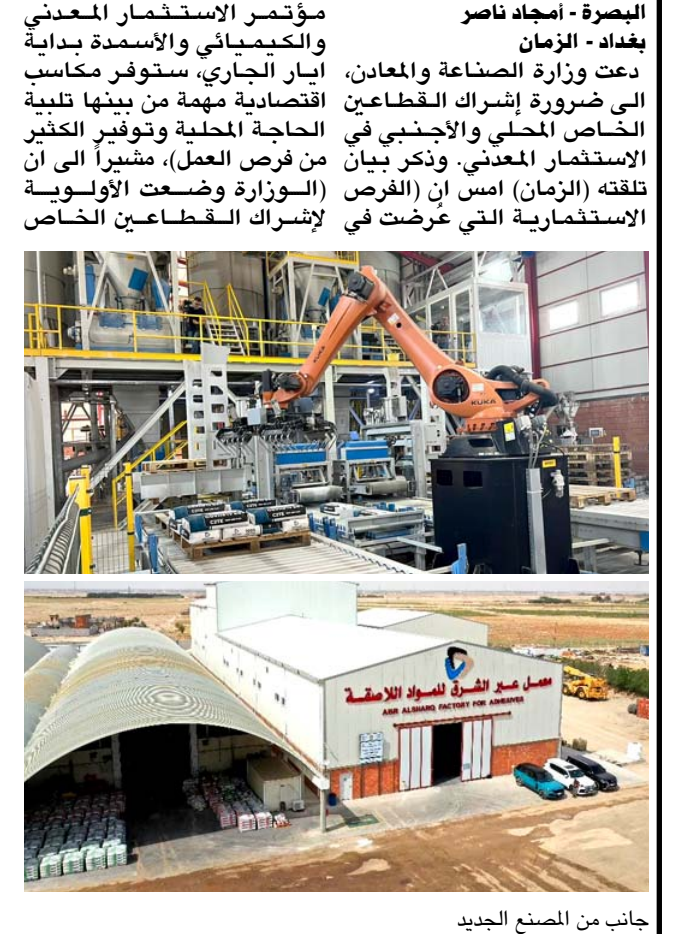 البصرة - أمجاد ناصر
بغداد - الزمان
دعت وزارة الصناعة والمعادن،
الى ضرورة إشراك القطاعين
الخاص المحلي والأجنبي في
الاستثمار المعدني. وذكر بيان
تلقته (الزمان) امس ان (الفرص
الاستثمارية التي عُرضت في
مؤتمر الاستثمار المعدني
والكيميائي والأسمدة بداية
ايار الجاري، ستوفر مكاسب
اقتصادية مهمة من بينها تلبية
الحاجة المحلية وتوفير الكثير
من فرص العمل)، مشيراً الى ان
(الوزارة وضعت الأولوية
لإشراك القطاعين الخاص
KUKA
KUKA
C2TE
C2TE
معمل عبر الشرق للمواد اللاصقة
ABR ALSHARQ FACTORY FOR ADHESIVES
جانب من المصنع الجديد